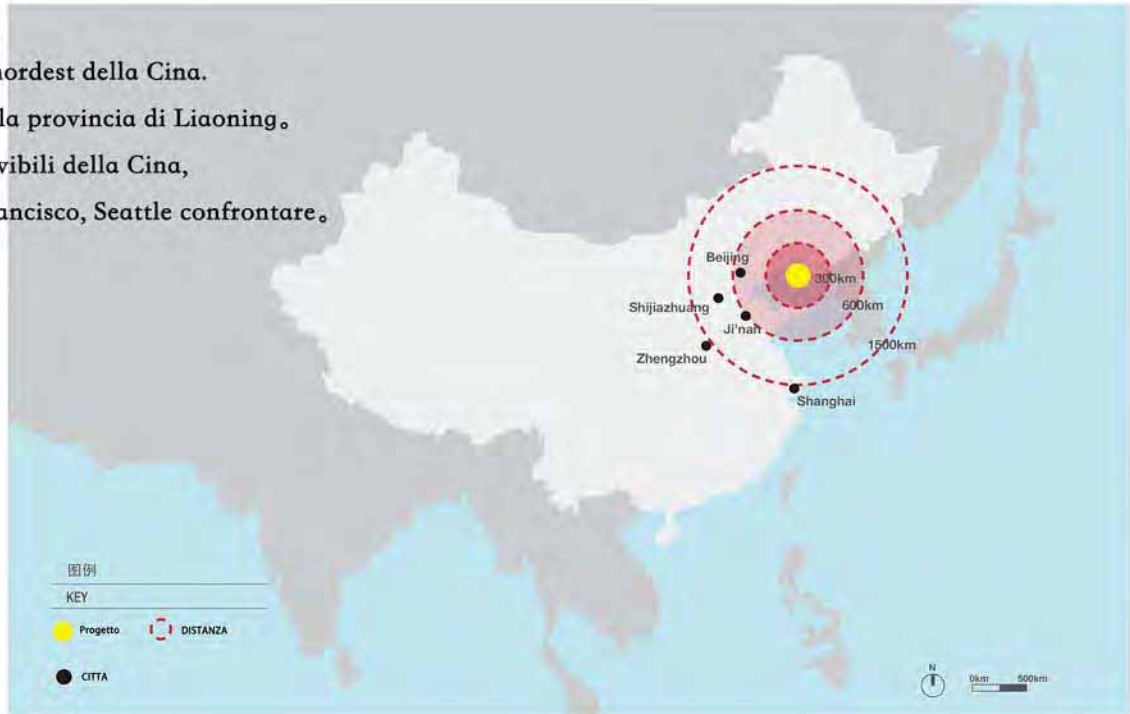 nordest della Cina.
la provincia di Liaoning。
vibili della Cina,
ancisco, Seattle confrontare。
Beijing
300km
Shijiazhuang
600km
Ji'nan
1500km
Zhengzhou
Shanghai
图例
KEY
Progetto
DISTANZA
CITTA
N
0km
500km